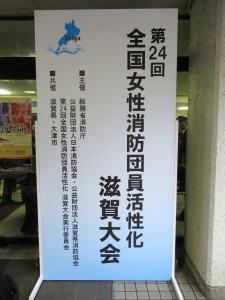 Shiga
第24回
全国女性消防団員活性化
滋賀大会
◆主催 総務省消防庁
公益財団法人日本消防協会・公益財団法人滋賀県消防協会
第24回全国女性消防団員活性化 滋賀大会実行委員会
◆共催 滋賀県・大津市